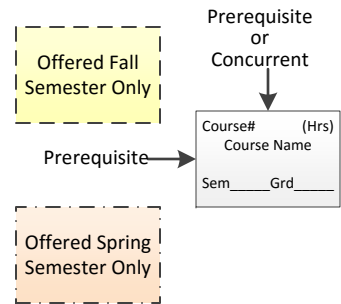 Prerequisite
or
Concurrent
Offered Fall
Semester Only
Course# (Hrs)
Course Name
Sem_____Grd_____
Prerequisite
Offered Spring
Semester Only